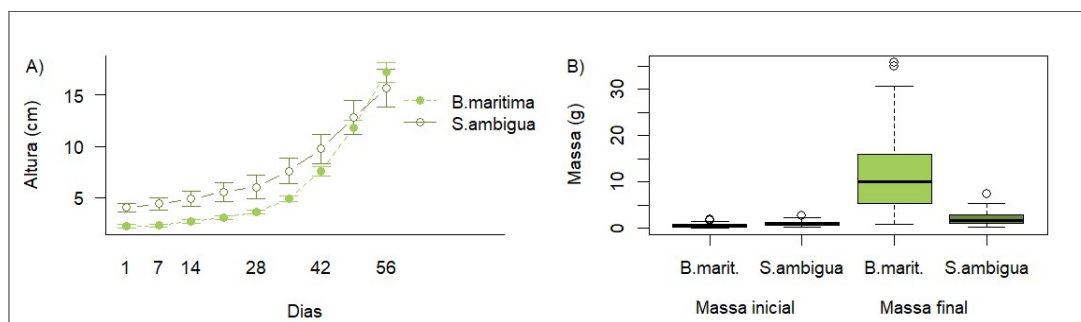 A)
Altura (cm)
15
10
5
B.maritima
S.ambigua
1 7 14 28 42 56
Dias
B)
Massa (g)
30
20
10
0
B.marit. S.ambigua B.marit. S.ambigua
Massa inicial Massa final